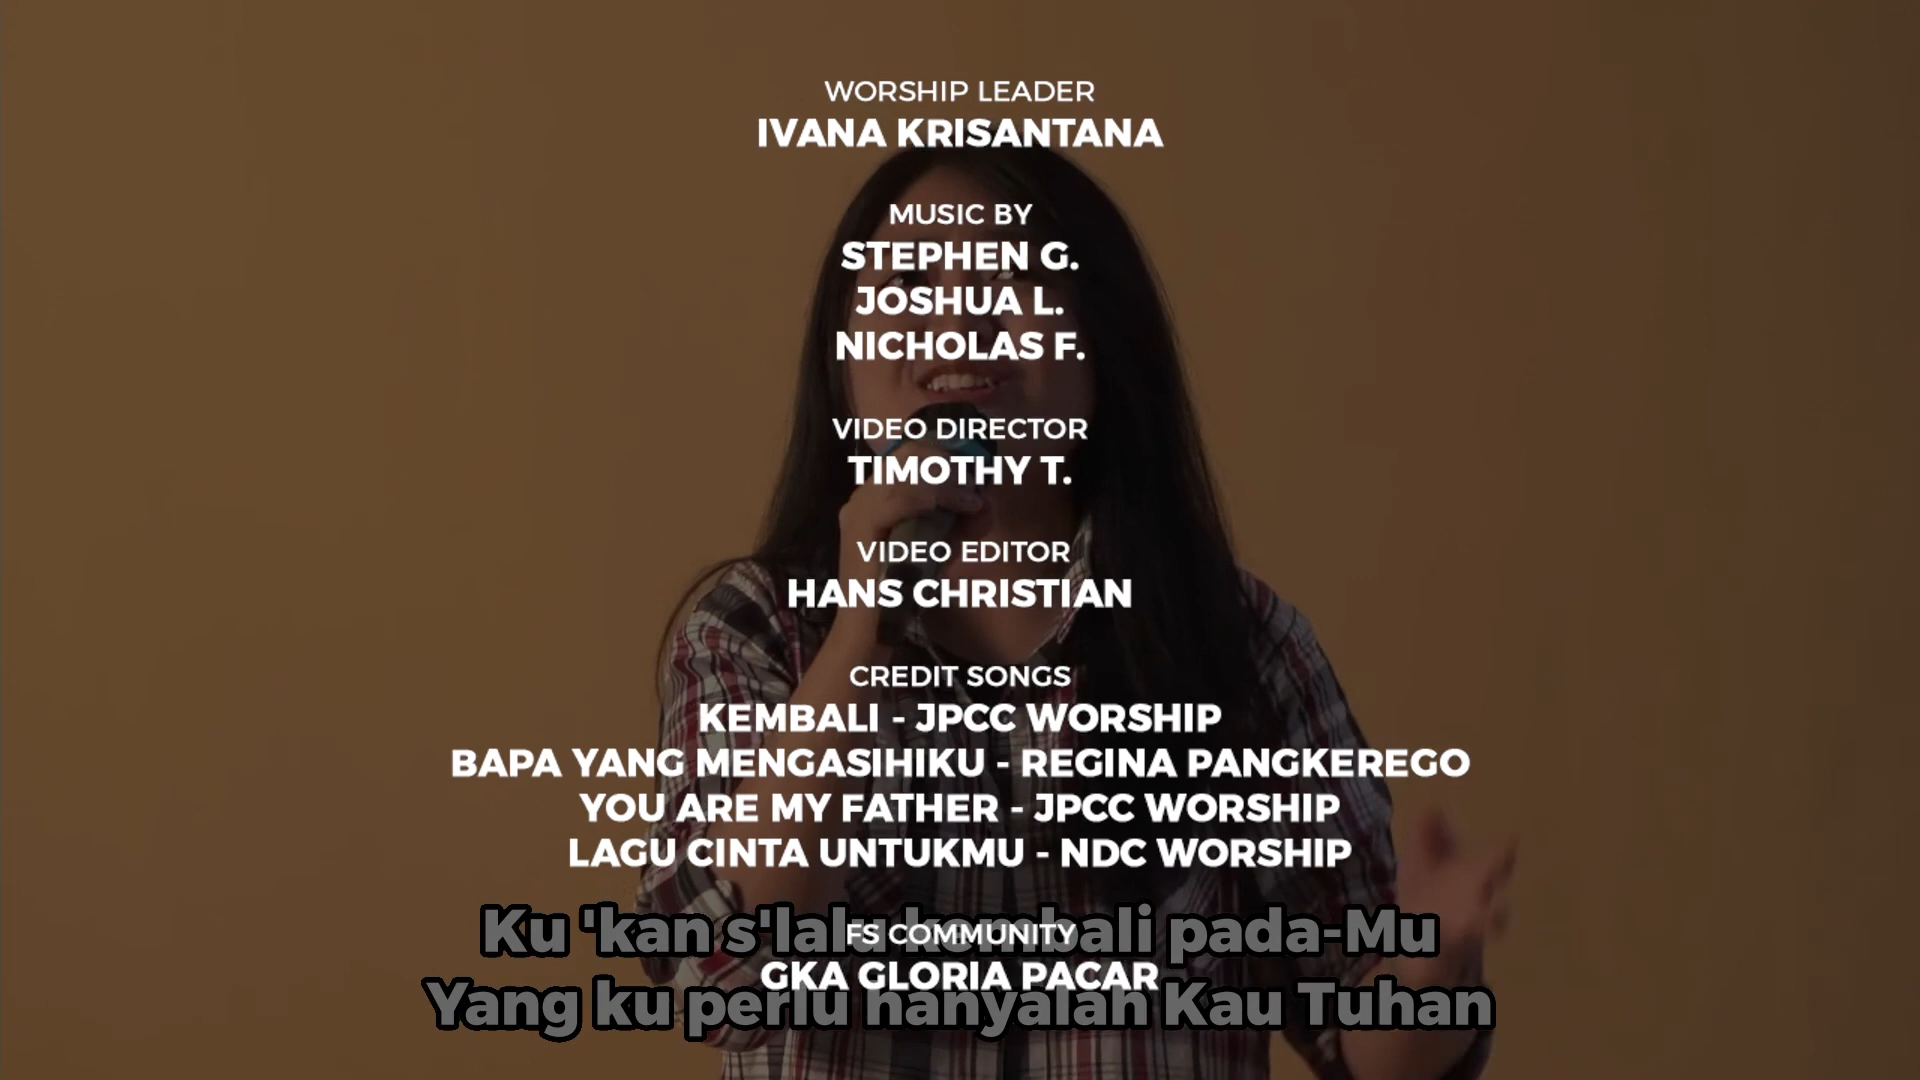 WORSHIP LEADER
IVANA KRISANTANA
MUSIC BY
STEPHEN G.
JOSHUA L.
NICHOLAS F.
VIDEO DIRECTOR
TIMOTHY T.
VIDEO EDITOR
HANS CHRISTIAN
CREDIT SONGS
KEMBALI - JPCC WORSHIP
BAPA YANG MENGASIHIKU - REGINA PANGKEREGO
YOU ARE MY FATHER - JPCC WORSHIP
LAGU CINTA UNTUKMU - NDC WORSHIP
Ku 'kan s'lalu kembali pada-Mu
FS COMMUNITY
GKA GLORIA PACAR
Yang ku perlu hanyalah Kau Tuhan